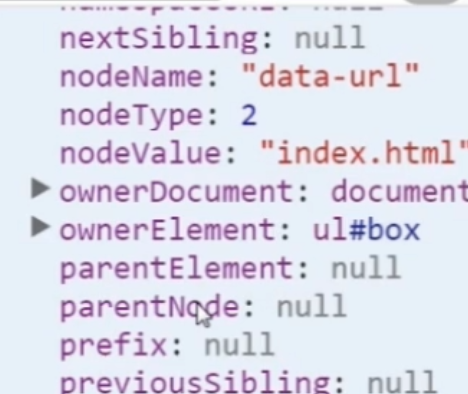 nextSibling: null
nodeName: "data-url"
nodeType: 2
nodeValue: "index.html"
ownerDocument: document
ownerElement: ul#box
parentElement: null
parentNode: null
prefix: null
previousSibling: null